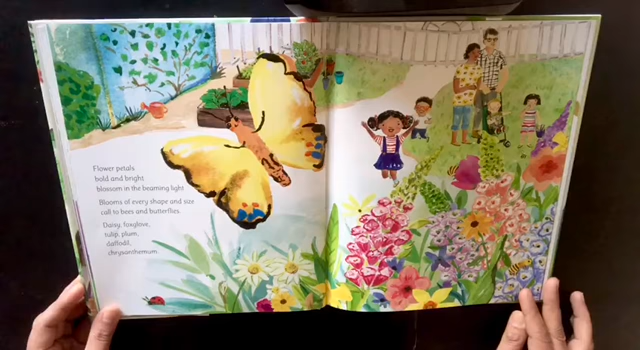 Flower petals
bold and bright
blossom in the beaming light
Blooms of every shape and size
call to bees and butterflies.
Daisy, foxglove,
tulip, plum,
daffodil,
chrysanthemum.